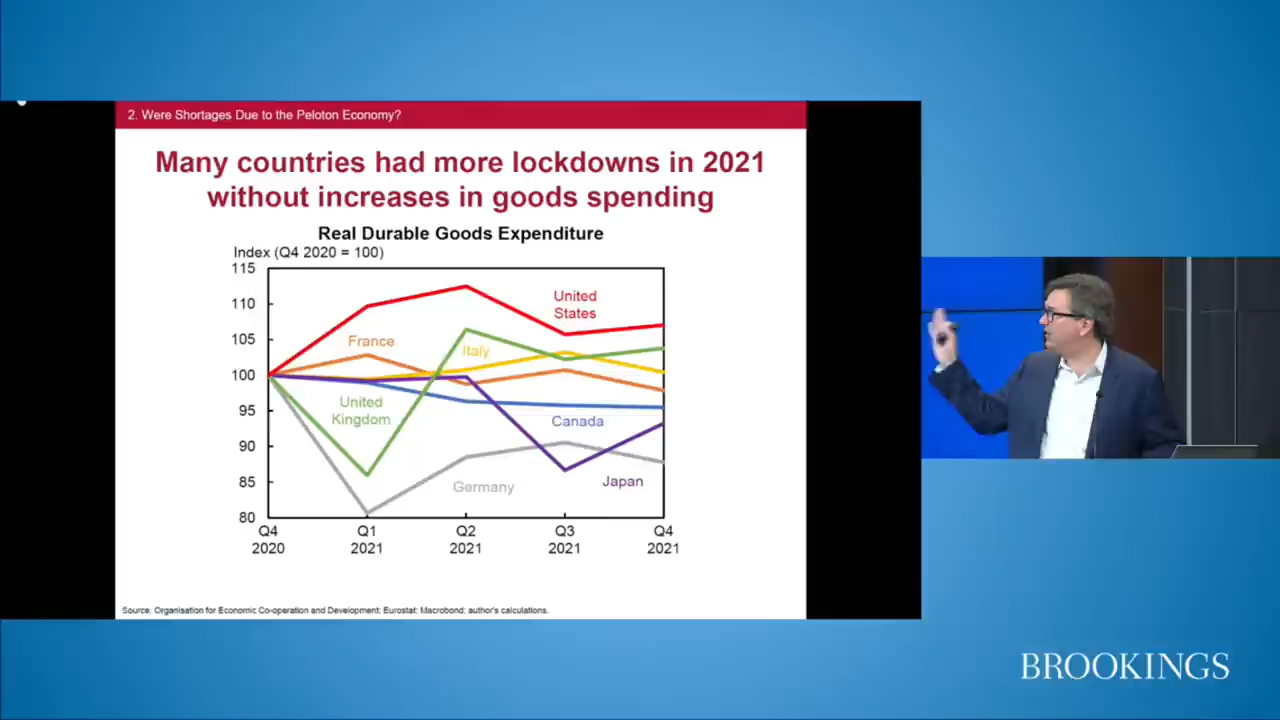 2. Were Shortages Due to the Peloton Economy?
Many countries had more lockdowns in 2021
without increases in goods spending
Real Durable Goods Expenditure
Index (Q4 2020 = 100)
115
110
105
100
95
90
85
80
United
States
France
Italy
United
Kingdom
Canada
Germany
Japan
Q4
2020
Q1
2021
Q2
2021
Q3
2021
Q4
2021
Source: Organisation for Economic Co-operation and Development; Eurostat; Macrobond; author's calculations.
BROOKINGS